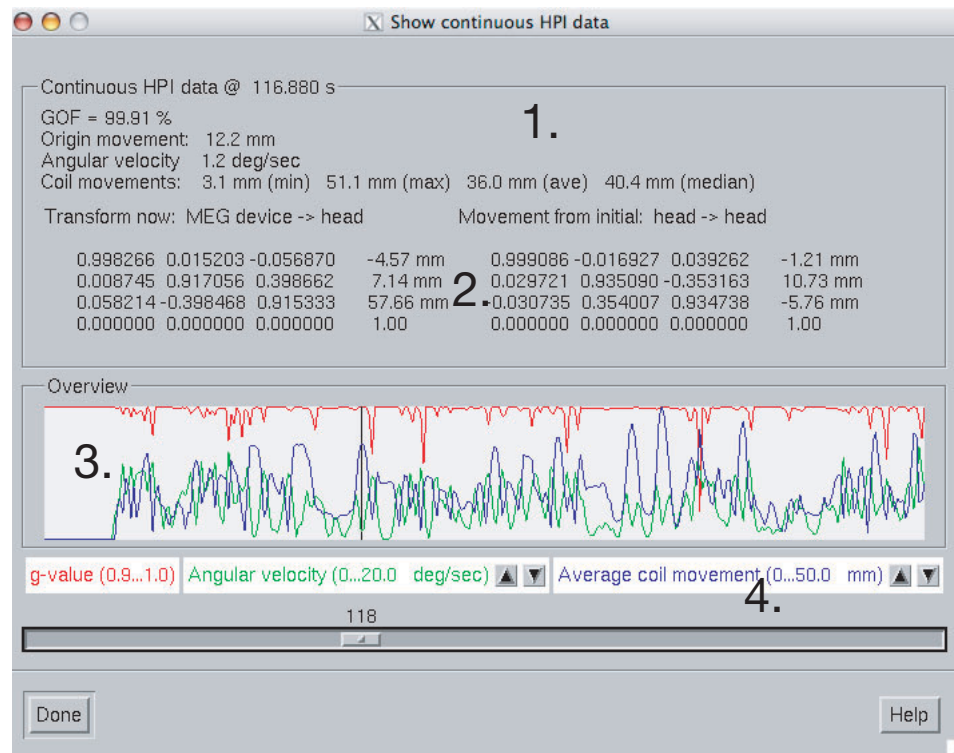 Show continuous HPI data
Continuous HPI data @ 116.880 s
1.
GOF = 99.91 %
Origin movement: 12.2 mm
Angular velocity 1.2 deg/sec
Coil movements: 3.1 mm (min) 51.1 mm (max) 36.0 mm (ave) 40.4 mm (median)
Transform now: MEG device -> head Movement from initial: head -> head
0.998266 0.015203 -0.056870 -4.57 mm 0.999086 -0.016927 0.039262 -1.21 mm
0.008745 0.917056 0.398662 7.14 mm 0.029721 0.935090 -0.353163 10.73 mm
2.
0.058214 -0.398468 0.915333 57.66 mm -0.030735 0.354007 0.934738 -5.76 mm
0.000000 0.000000 0.000000 1.00 0.000000 0.000000 0.000000 1.00
Overview
3.
g-value (0.9...1.0) Angular velocity (0...20.0 deg/sec) Average coil movement (0...50.0 mm)
4.
118
Done Help